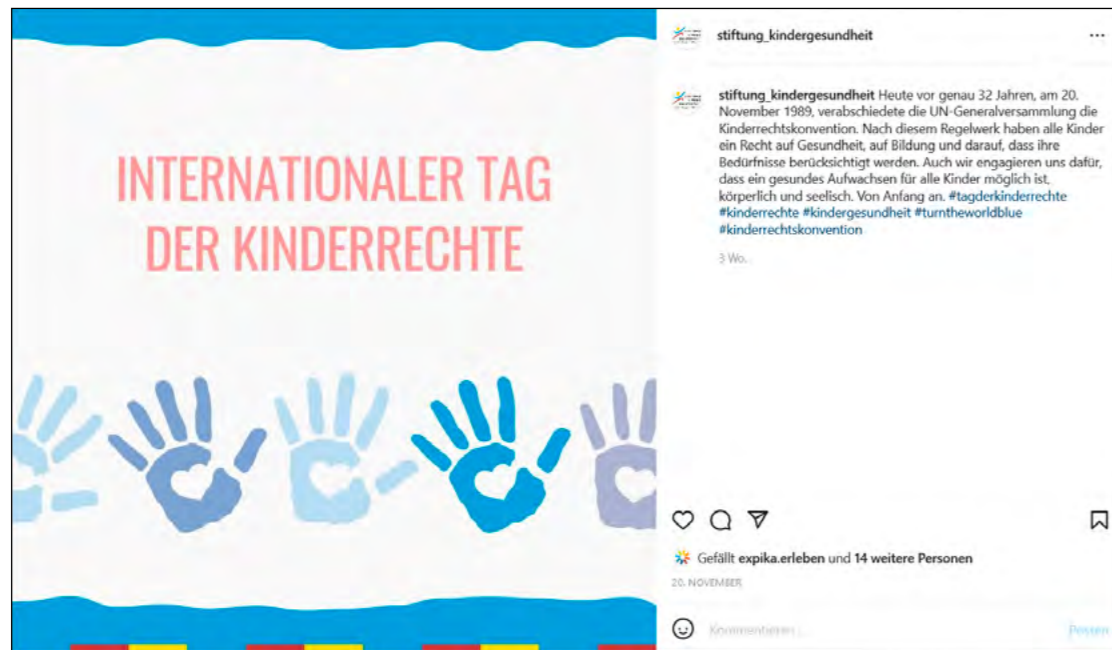 INTERNATIONALER TAG
DER KINDERRECHTE
stiftung_kindergesundheit
stiftung_kindergesundheit Heute vor genau 32 Jahren, am 20.
November 1989, verabschiedete die UN-Generalversammlung die
Kinderrechtskonvention. Nach diesem Regelwerk haben alle Kinder
ein Recht auf Gesundheit, auf Bildung und darauf, dass ihre
Bedürfnisse berücksichtigt werden. Auch wir engagieren uns dafür,
dass ein gesundes Aufwachsen für alle Kinder möglich ist,
körperlich und seelisch. Von Anfang an. #tagderkinderrechte
#kinderrechte #kindergesundheit #turntheworldblue
#kinderrechtskonvention
3 Wo.
Gefällt expika.erleben und 14 weitere Personen
20. NOVEMBER
Kommentieren ...
Posten